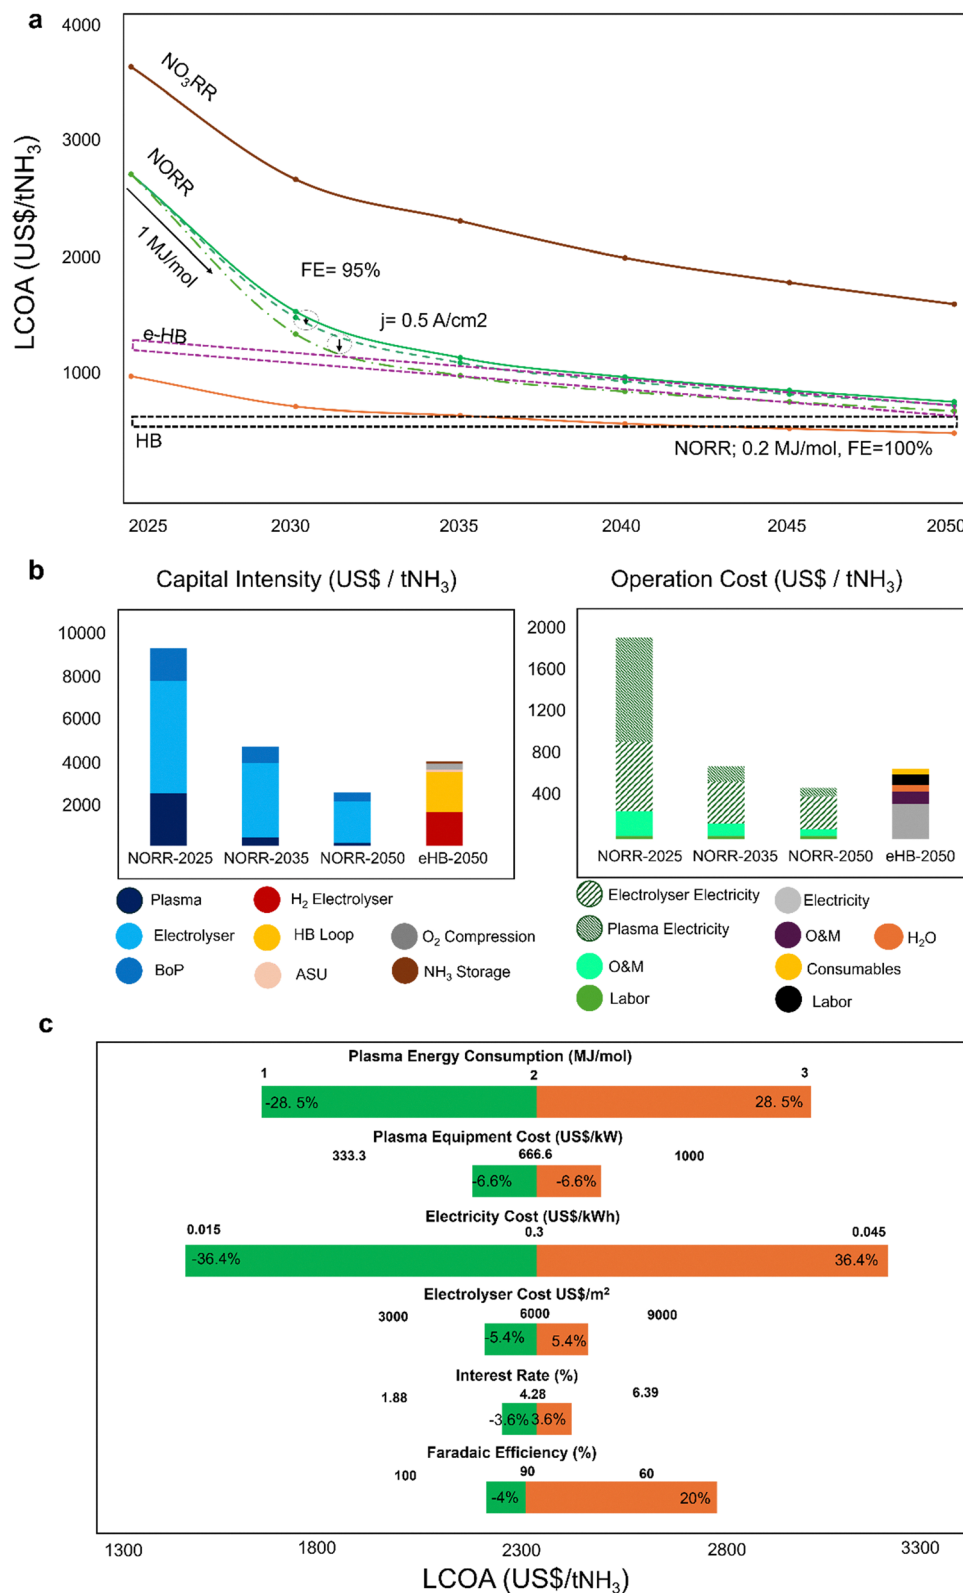 a
4000
3000
2000
1000
LCOA (US$/tNH₃)
NO₃RR
NORR
1 MJ/mol
FE= 95%
j= 0.5 A/cm2
e-HB
HB
NORR; 0.2 MJ/mol, FE=100%
2025 2030 2035 2040 2045 2050
b
Capital Intensity (US$ / tNH₃)
10000
8000
6000
4000
2000
NORR-2025 NORR-2035 NORR-2050 eHB-2050
Plasma
Electrolyser
BoP
H₂ Electrolyser
HB Loop
ASU
O₂ Compression
NH₃ Storage
Operation Cost (US$ / tNH₃)
2000
1600
1200
800
400
NORR-2025 NORR-2035 NORR-2050 eHB-2050
Electrolyser Electricity
Plasma Electricity
O&M
Labor
Electricity
O&M
H₂O
Consumables
Labor
c
Plasma Energy Consumption (MJ/mol)
1 2 3
-28. 5% 28. 5%
Plasma Equipment Cost (US$/kW)
333.3 666.6 1000
-6.6% -6.6%
Electricity Cost (US$/kWh)
0.015 0.3 0.045
-36.4% 36.4%
Electrolyser Cost US$/m²
3000 6000 9000
-5.4% 5.4%
Interest Rate (%)
1.88 4.28 6.39
-3.6% 3.6%
Faradaic Efficiency (%)
100 90 60
-4% 20%
1300 1800 2300 2800 3300
LCOA (US$/tNH₃)